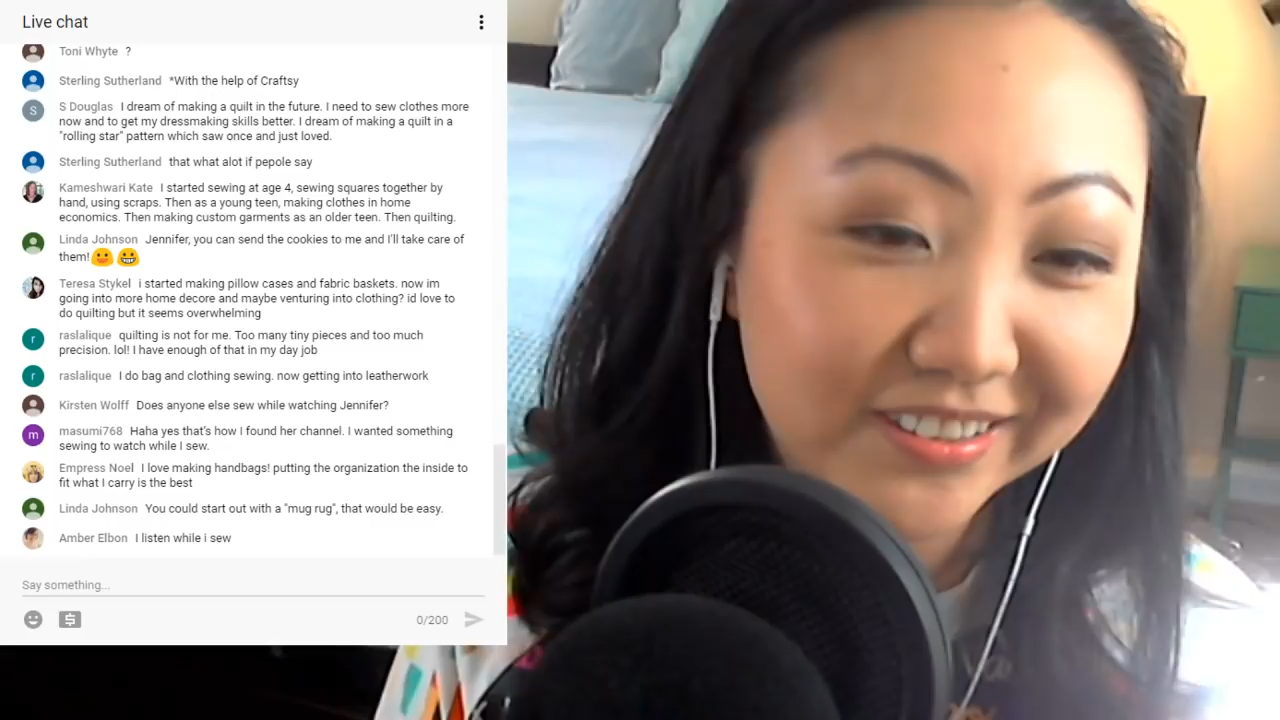 Live chat
Toni Whyte ?
Sterling Sutherland *With the help of Craftsy
S Douglas I dream of making a quilt in the future. I need to sew clothes more
now and to get my dressmaking skills better. I dream of making a quilt in a
"rolling star" pattern which saw once and just loved.
Sterling Sutherland that what alot if pepole say
Kameshwari Kate I started sewing at age 4, sewing squares together by
hand, using scraps. Then as a young teen, making clothes in home
economics. Then making custom garments as an older teen. Then quilting.
Linda Johnson Jennifer, you can send the cookies to me and I'll take care of
them!
Teresa Stykel i started making pillow cases and fabric baskets. now im
going into more home decore and maybe venturing into clothing? id love to
do quilting but it seems overwhelming
raslalique quilting is not for me. Too many tiny pieces and too much
precision. lol! I have enough of that in my day job
raslalique I do bag and clothing sewing. now getting into leatherwork
Kirsten Wolff Does anyone else sew while watching Jennifer?
masumi768 Haha yes that's how I found her channel. I wanted something
sewing to watch while I sew.
Empress Noel I love making handbags! putting the organization the inside to
fit what I carry is the best
Linda Johnson You could start out with a "mug rug", that would be easy.
Amber Elbon I listen while i sew
Say something...
0/200